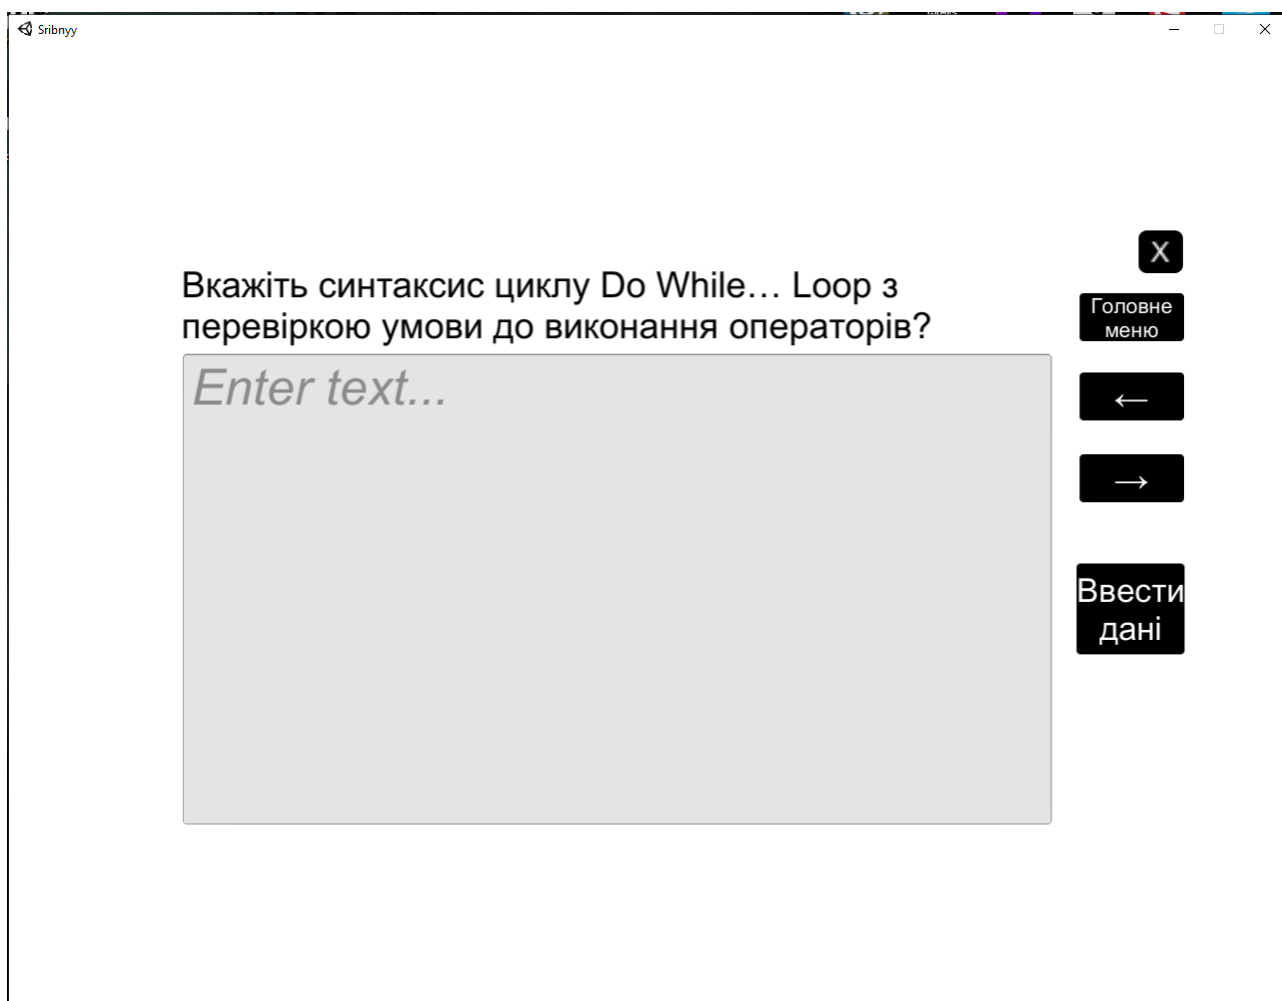 Sribnyy
X
Вкажіть синтаксис циклу Do While… Loop з
перевіркою умови до виконання операторів?
Головне
меню
Enter text...
←
→
Ввести
дані